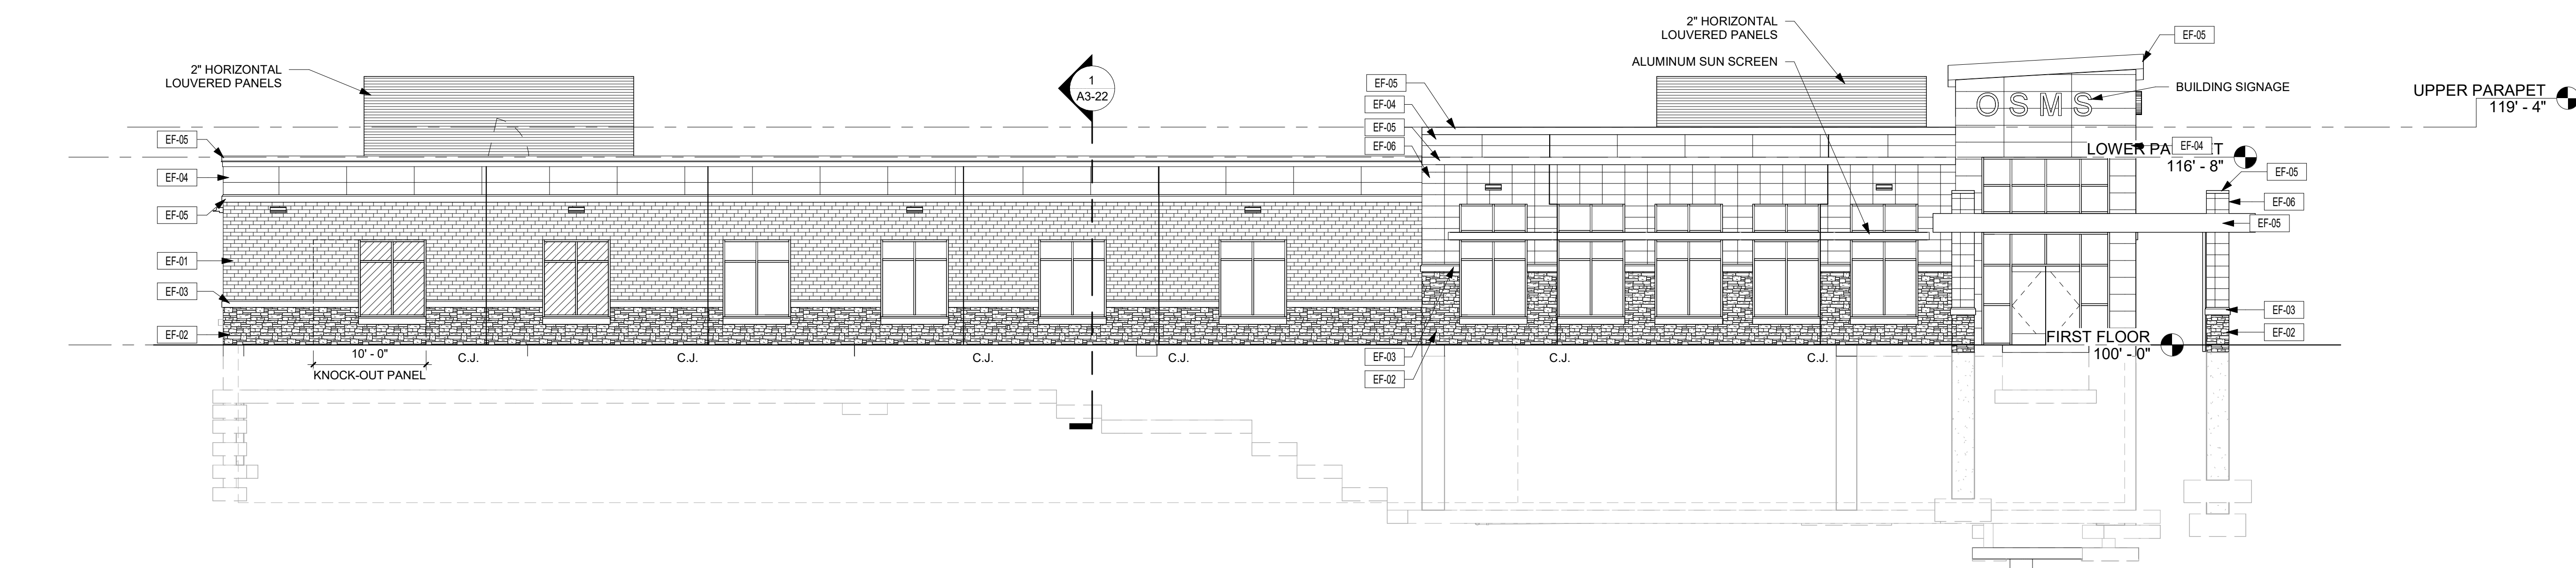 2" HORIZONTAL
LOUVERED PANELS
ALUMINUM SUN SCREEN
2" HORIZONTAL
LOUVERED PANELS
1
A3-22
EF-05
BUILDING SIGNAGE
OSMS
UPPER PARAPET
119' - 4"
EF-05
EF-04
EF-05
EF-06
EF-05
EF-04
EF-05
EF-01
EF-03
EF-02
EF-04
LOWER PA T
116' - 8"
EF-05
EF-06
EF-05
EF-03
EF-02
FIRST FLOOR
100' - 0"
10' - 0"
KNOCK-OUT PANEL
C.J.
C.J.
C.J.
C.J.
EF-03
EF-02
C.J.
C.J.